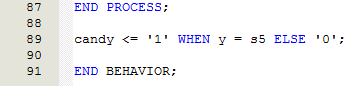 87 END PROCESS;
88
89 candy <= '1' WHEN y = s5 ELSE '0';
90
91 END BEHAVIOR;